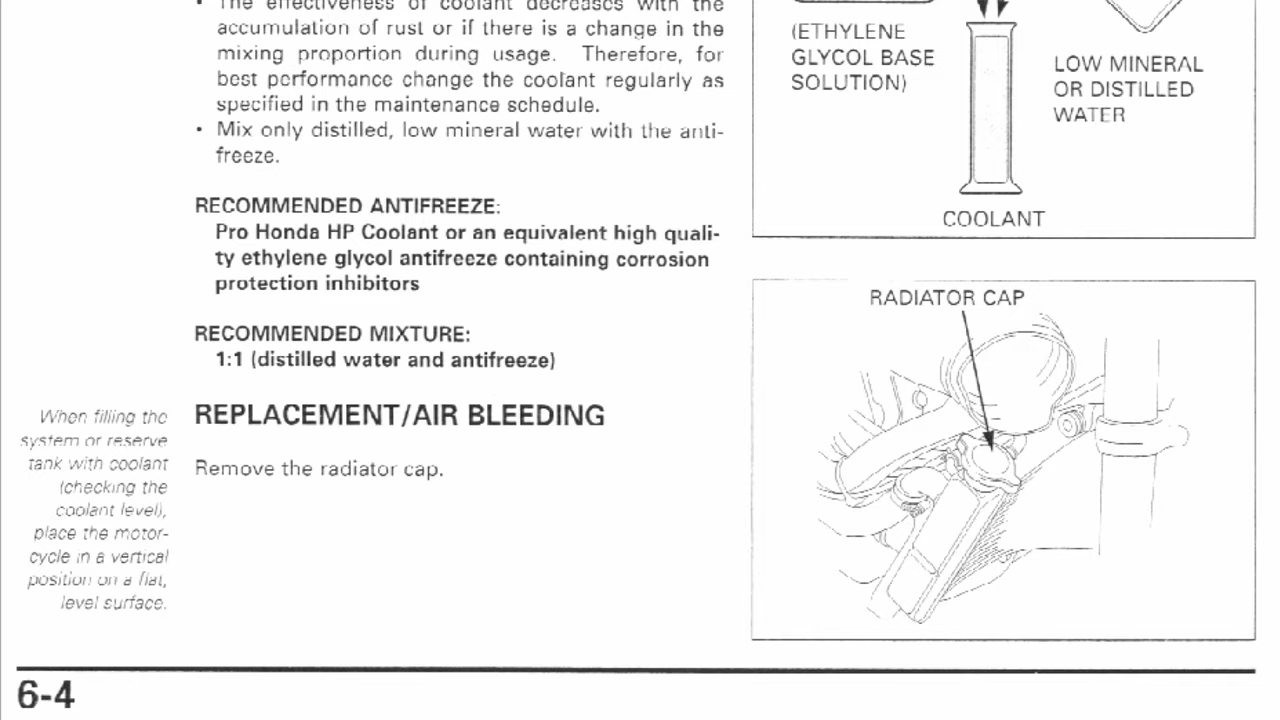 • The effectiveness of coolant decreases with the
accumulation of rust or if there is a change in the
mixing proportion during usage. Therefore, for
best performance change the coolant regularly as
specified in the maintenance schedule.
• Mix only distilled, low mineral water with the anti-
freeze.
RECOMMENDED ANTIFREEZE:
Pro Honda HP Coolant or an equivalent high quali-
ty ethylene glycol antifreeze containing corrosion
protection inhibitors
RECOMMENDED MIXTURE:
1:1 (distilled water and antifreeze)
When filling the
system or reserve
tank with coolant
(checking the
coolant level),
place the motor-
cycle in a vertical
position on a flat,
level surface.
REPLACEMENT/AIR BLEEDING
Remove the radiator cap.
(ETHYLENE
GLYCOL BASE
SOLUTION)
LOW MINERAL
OR DISTILLED
WATER
COOLANT
RADIATOR CAP
6-4